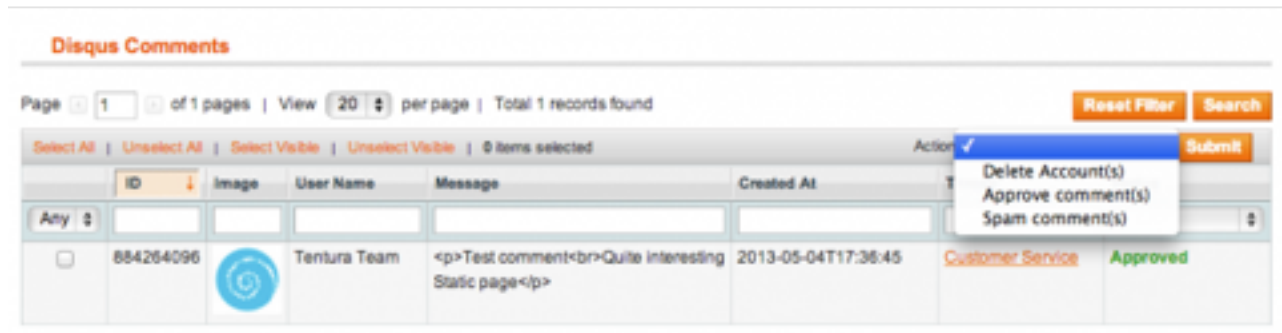 Disqus Comments
Page 1 of 1 pages | View 20 per page | Total 1 records found
Reset Filter Search
Select All | Unselect All | Select Visible | Unselect Visible | 0 items selected
Action Submit
Delete Account(s)
Approve comment(s)
Spam comment(s)
ID Image User Name Message Created At
Any
884264096 Tentura Team <p>Test comment<br>Quite interesting 2013-05-04T17:36:45 Customer Service Approved
Static page</p>